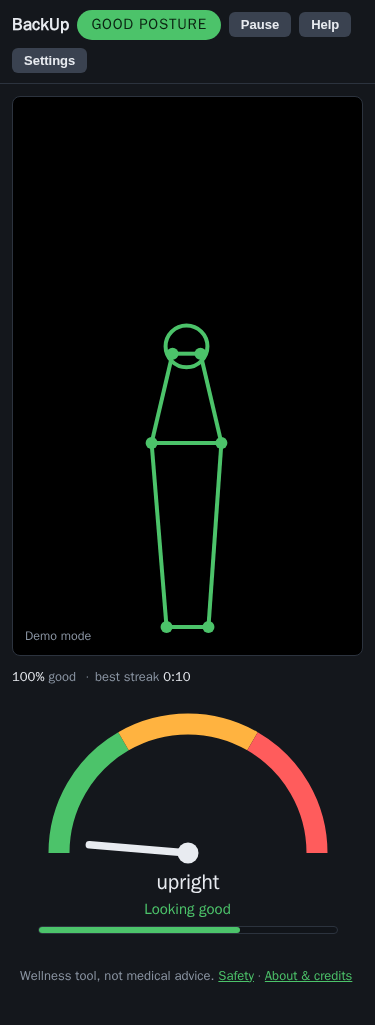 BackUp GOOD POSTURE Pause Help
Settings
Demo mode
100% good · best streak 0:10
upright
Looking good
Wellness tool, not medical advice. Safety · About & credits